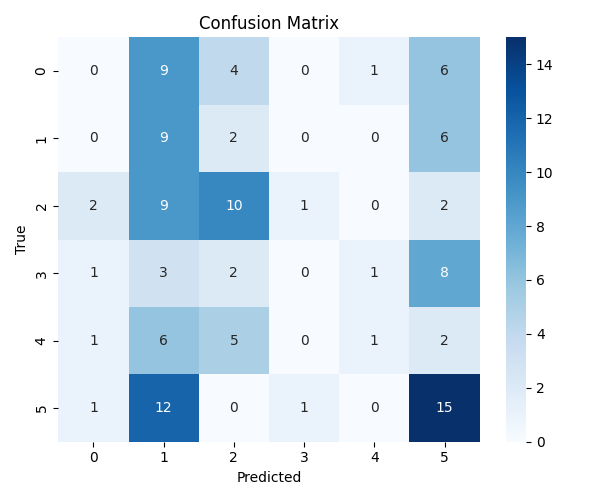 Confusion Matrix
0 0 9 4 0 1 6
1 0 9 2 0 0 6
2 2 9 10 1 0 2
3 1 3 2 0 1 8
4 1 6 5 0 1 2
5 1 12 0 1 0 15
0 1 2 3 4 5
True
Predicted
14
12
10
8
6
4
2
0